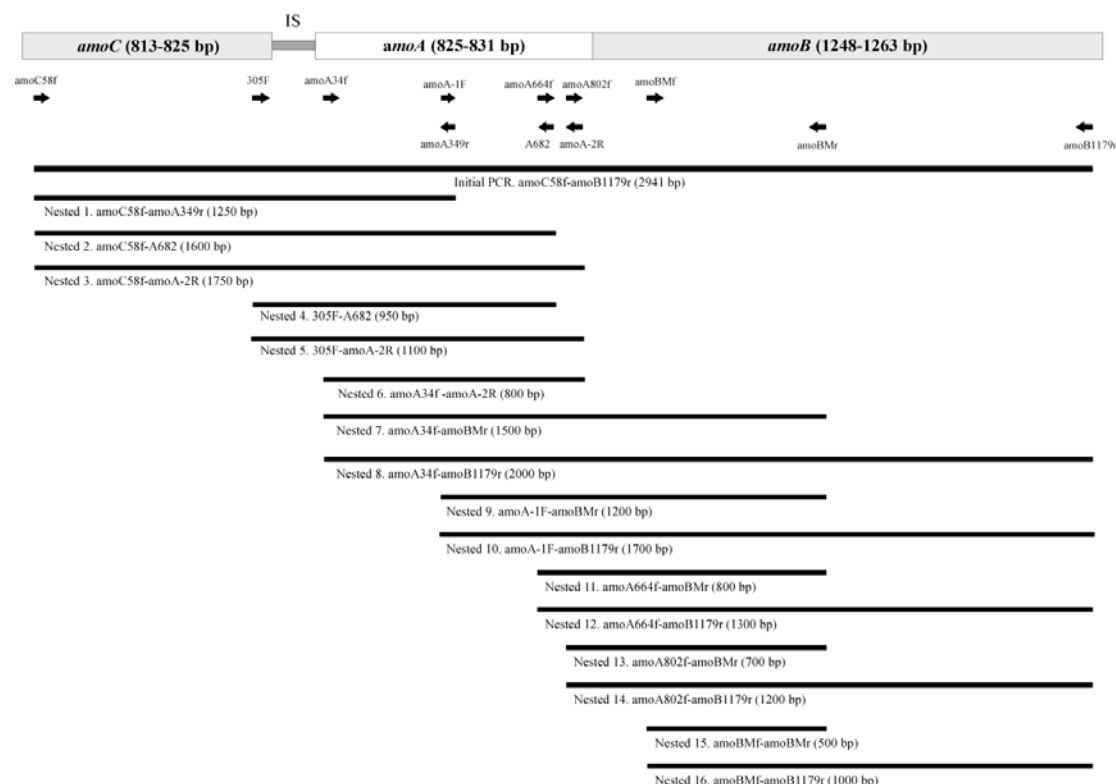 IS
amoC (813-825 bp)
amoA (825-831 bp)
amoB (1248-1263 bp)
amoC58f
305F
amoA34f
amoA-1F
amoA664f
amoA802f
amoBMf
amoA349r
A682
amoA-2R
amoBMr
amoB1179r
Initial PCR. amoC58f-amoB1179r (2941 bp)
Nested 1. amoC58f-amoA349r (1250 bp)
Nested 2. amoC58f-A682 (1600 bp)
Nested 3. amoC58f-amoA-2R (1750 bp)
Nested 4. 305F-A682 (950 bp)
Nested 5. 305F-amoA-2R (1100 bp)
Nested 6. amoA34f -amoA-2R (800 bp)
Nested 7. amoA34f-amoBMr (1500 bp)
Nested 8. amoA34f-amoB1179r (2000 bp)
Nested 9. amoA-1F-amoBMr (1200 bp)
Nested 10. amoA-1F-amoB1179r (1700 bp)
Nested 11. amoA664f-amoBMr (800 bp)
Nested 12. amoA664f-amoB1179r (1300 bp)
Nested 13. amoA802f-amoBMr (700 bp)
Nested 14. amoA802f-amoB1179r (1200 bp)
Nested 15. amoBMf-amoBMr (500 bp)
Nested 16. amoBMf-amoB1179r (1000 bp)